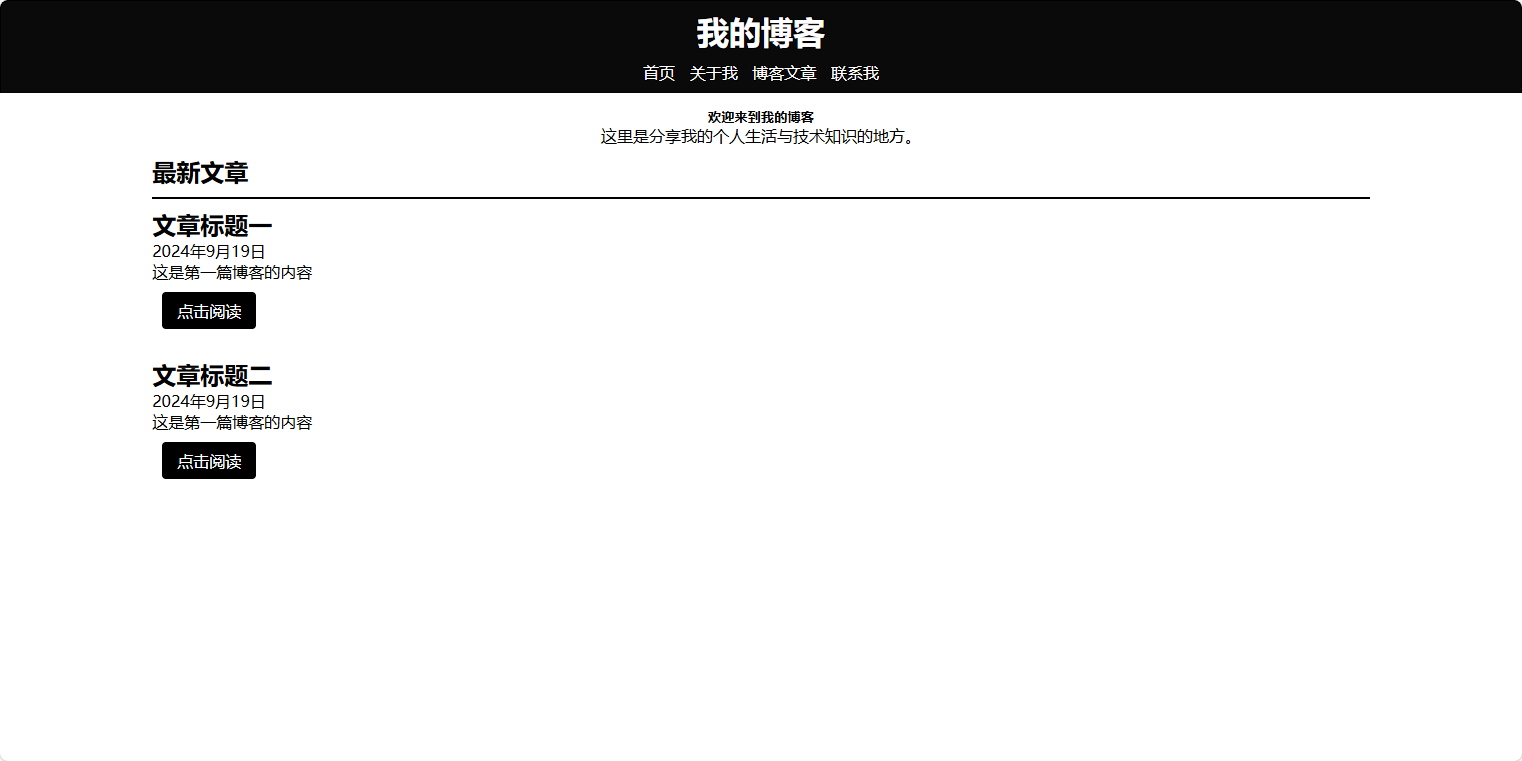 我的博客
首页 关于我 博客文章 联系我
欢迎来到我的博客
这里是分享我的个人生活与技术知识的地方。
最新文章
文章标题一
2024年9月19日
这是第一篇博客的内容
点击阅读
文章标题二
2024年9月19日
这是第一篇博客的内容
点击阅读